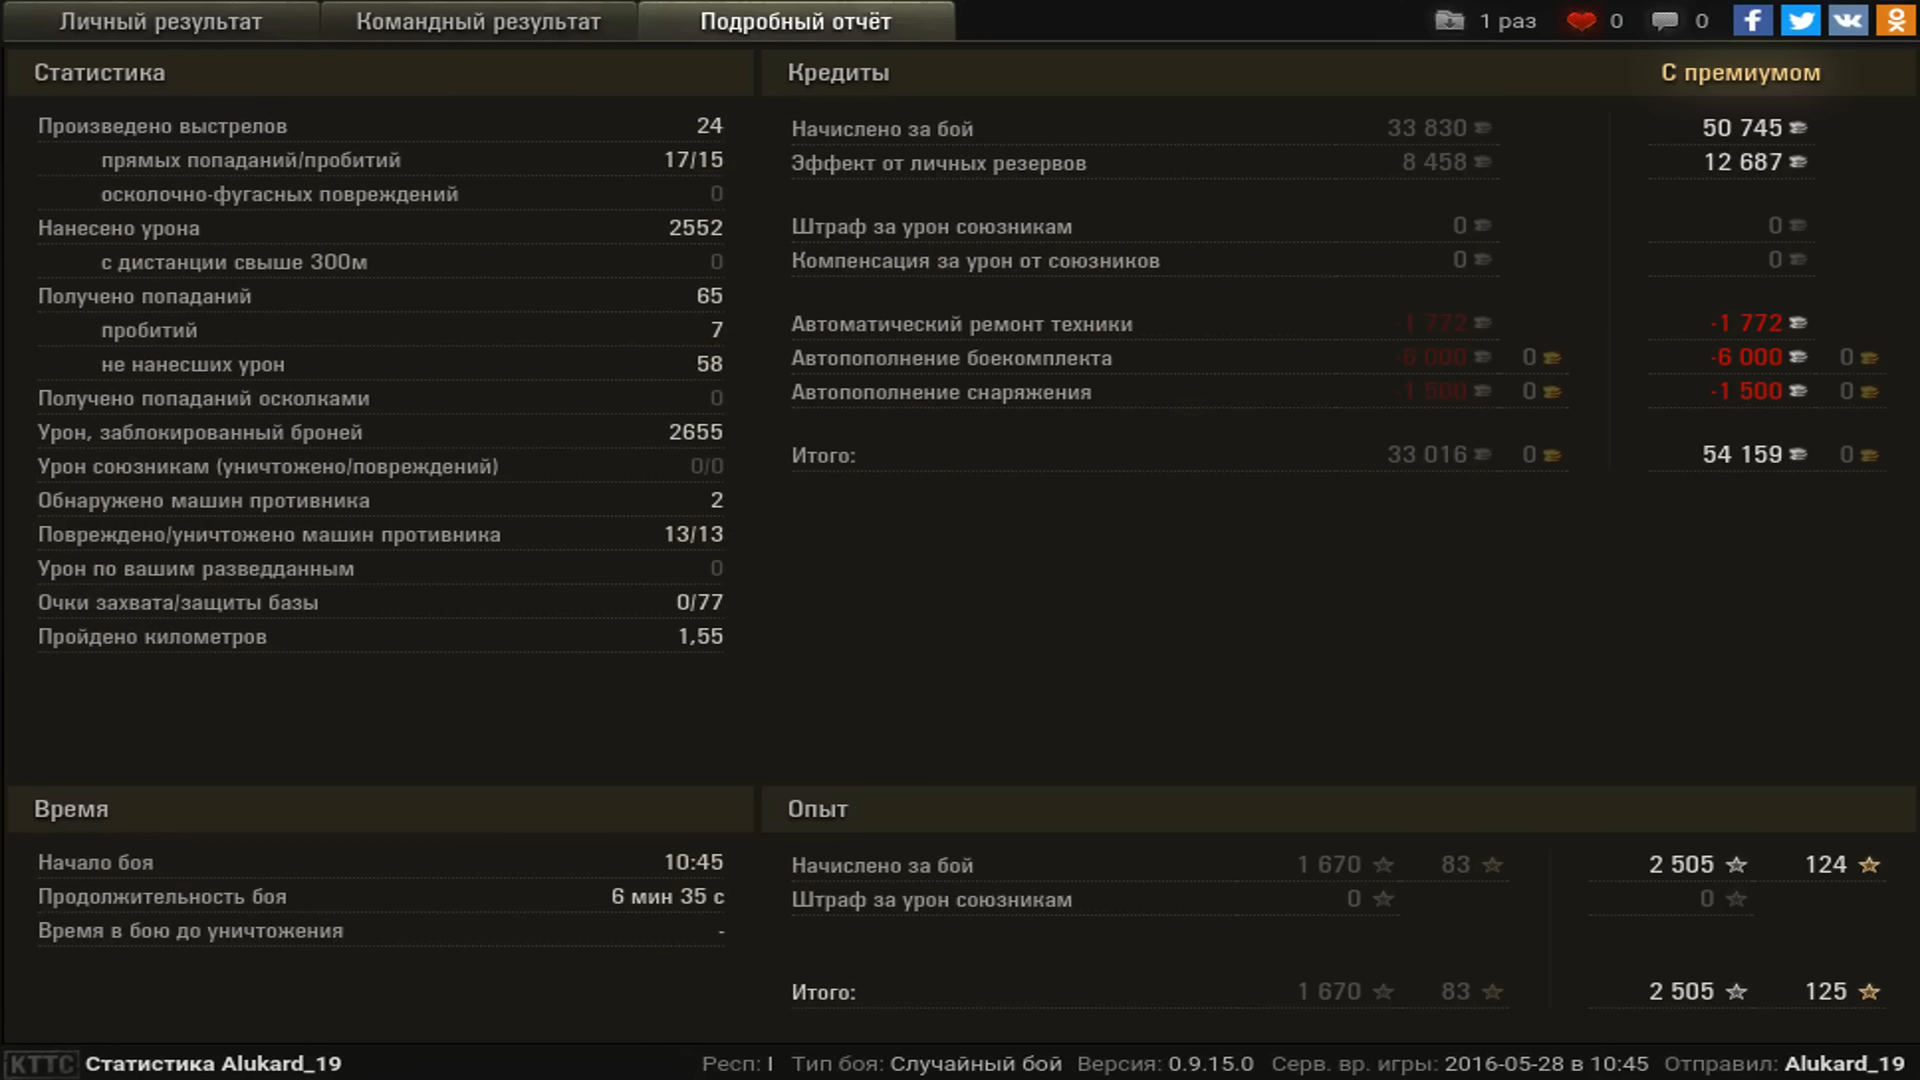 Личный результат Командный результат Подробный отчёт 1 раз 0 0
Статистика
Произведено выстрелов 24
прямых попаданий/пробитий 17/15
осколочно-фугасных повреждений 0
Нанесено урона 2552
с дистанции свыше 300м 0
Получено попаданий 65
пробитий 7
не нанесших урон 58
Получено попаданий осколками 0
Урон, заблокированный броней 2655
Урон союзникам (уничтожено/повреждений) 0/0
Обнаружено машин противника 2
Повреждено/уничтожено машин противника 13/13
Урон по вашим разведданным 0
Очки захвата/защиты базы 0/77
Пройдено километров 1,55
Кредиты С премиумом
Начислено за бой 33 830 50 745
Эффект от личных резервов 8 458 12 687
Штраф за урон союзникам 0 0
Компенсация за урон от союзников 0 0
Автоматический ремонт техники -1 772 -1 772
Автопополнение боекомплекта -6 000 0 -6 000 0
Автопополнение снаряжения -1 500 0 -1 500 0
Итого: 33 016 0 54 159 0
Время
Начало боя 10:45
Продолжительность боя 6 мин 35 с
Время в бою до уничтожения -
Опыт
Начислено за бой 1 670 83 2 505 124
Штраф за урон союзникам 0 0
Итого: 1 670 83 2 505 125
КТТС Статистика Alukard_19 Респ: I Тип боя: Случайный бой Версия: 0.9.15.0 Серв. вр. игры: 2016-05-28 в 10:45 Отправил: Alukard_19